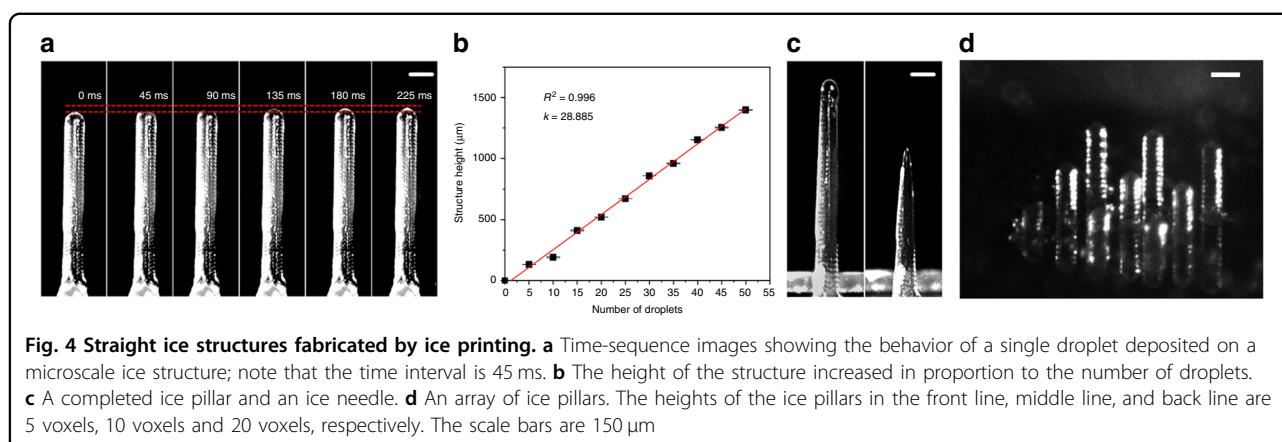 a
0 ms 45 ms 90 ms 135 ms 180 ms 225 ms
b
Structure height (µm)
1500
1000
500
0
R² = 0.996
k = 28.885
0 5 10 15 20 25 30 35 40 45 50 55
Number of droplets
c
d
Fig. 4 Straight ice structures fabricated by ice printing. a Time-sequence images showing the behavior of a single droplet deposited on a
microscale ice structure; note that the time interval is 45 ms. b The height of the structure increased in proportion to the number of droplets.
c A completed ice pillar and an ice needle. d An array of ice pillars. The heights of the ice pillars in the front line, middle line, and back line are
5 voxels, 10 voxels and 20 voxels, respectively. The scale bars are 150 µm